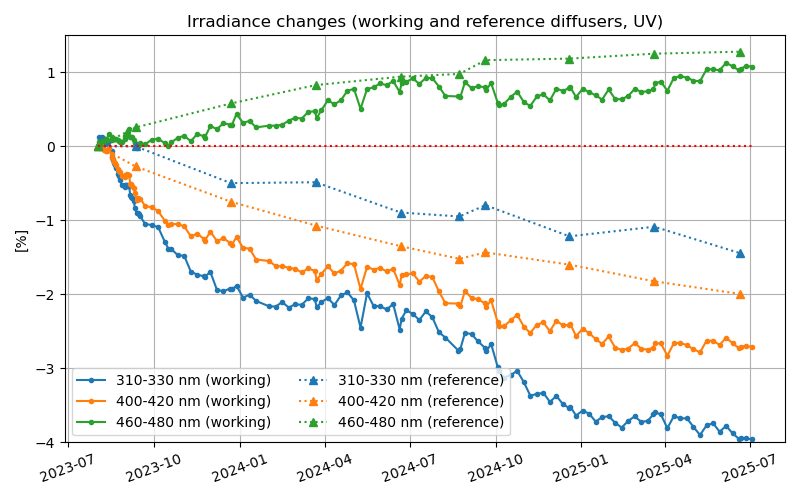 Irradiance changes (working and reference diffusers, UV)
[%]
1
0
−1
−2
−3
−4
310-330 nm (working)
400-420 nm (working)
460-480 nm (working)
310-330 nm (reference)
400-420 nm (reference)
460-480 nm (reference)
2023-07
2023-10
2024-01
2024-04
2024-07
2024-10
2025-01
2025-04
2025-07